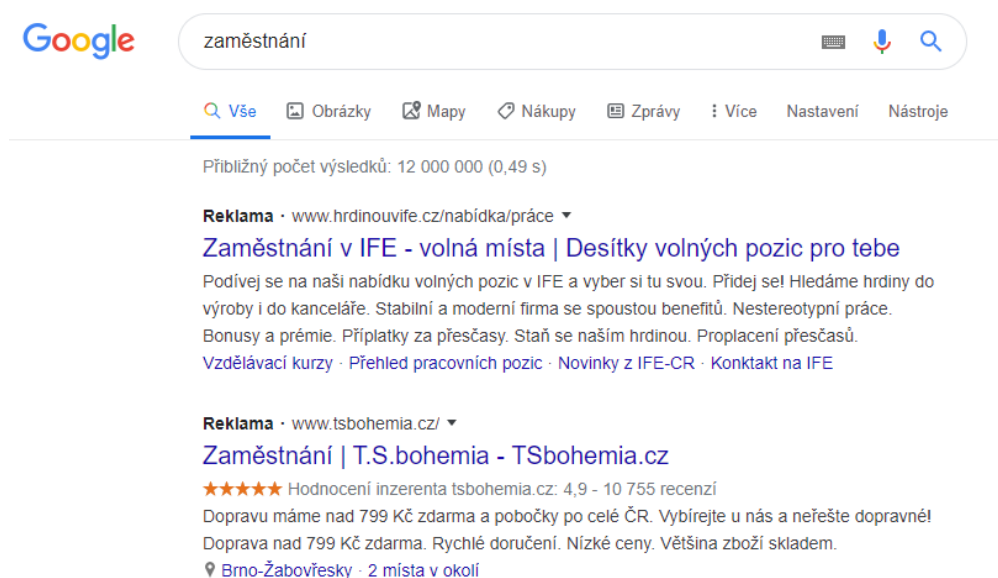 Google
zaměstnání
Vše Obrázky Mapy Nákupy Zprávy Více Nastavení Nástroje
Přibližný počet výsledků: 12 000 000 (0,49 s)
Reklama · www.hrdinouvife.cz/nabídka/práce
Zaměstnání v IFE - volná místa | Desítky volných pozic pro tebe
Podívej se na naši nabídku volných pozic v IFE a vyber si tu svou. Přidej se! Hledáme hrdiny do
výroby i do kanceláře. Stabilní a moderní firma se spoustou benefitů. Nestereotypní práce.
Bonusy a prémie. Příplatky za přesčasy. Staň se naším hrdinou. Proplacení přesčasů.
Vzdělávací kurzy · Přehled pracovních pozic · Novinky z IFE-CR · Konktakt na IFE
Reklama · www.tsbohemia.cz/
Zaměstnání | T.S.bohemia - TSbohemia.cz
Hodnocení inzerenta tsbohemia.cz: 4,9 - 10 755 recenzí
Dopravu máme nad 799 Kč zdarma a pobočky po celé ČR. Vybírejte u nás a neřešte dopravné!
Doprava nad 799 Kč zdarma. Rychlé doručení. Nízké ceny. Většina zboží skladem.
Brno-Žabovřesky · 2 místa v okolí